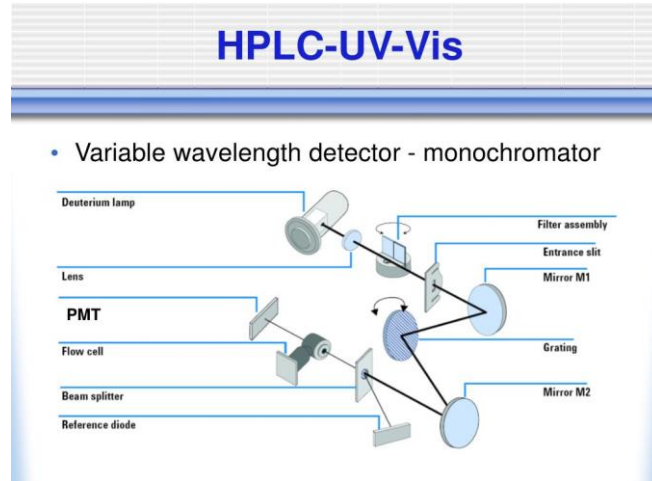 HPLC-UV-Vis
• Variable wavelength detector - monochromator
Deuterium lamp
Filter assembly
Entrance slit
Lens
Mirror M1
PMT
Flow cell
Grating
Beam splitter
Mirror M2
Reference diode